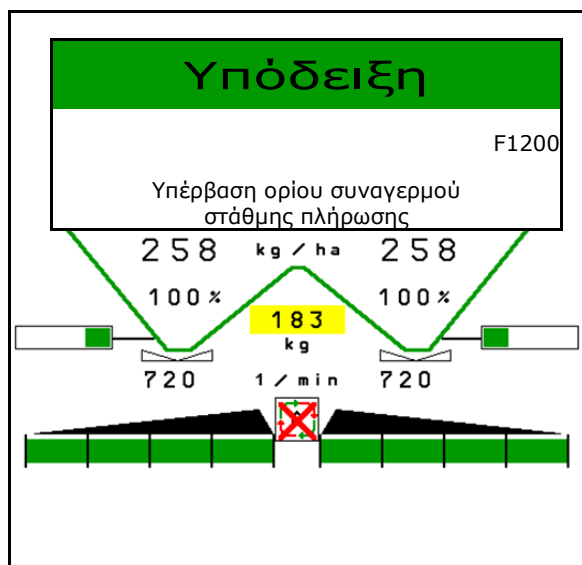 Υπόδειξη
F1200
Υπέρβαση ορίου συναγερμού
στάθμης πλήρωσης
258 kg/ha 258
100% 100%
183
kg
720 1/min 720